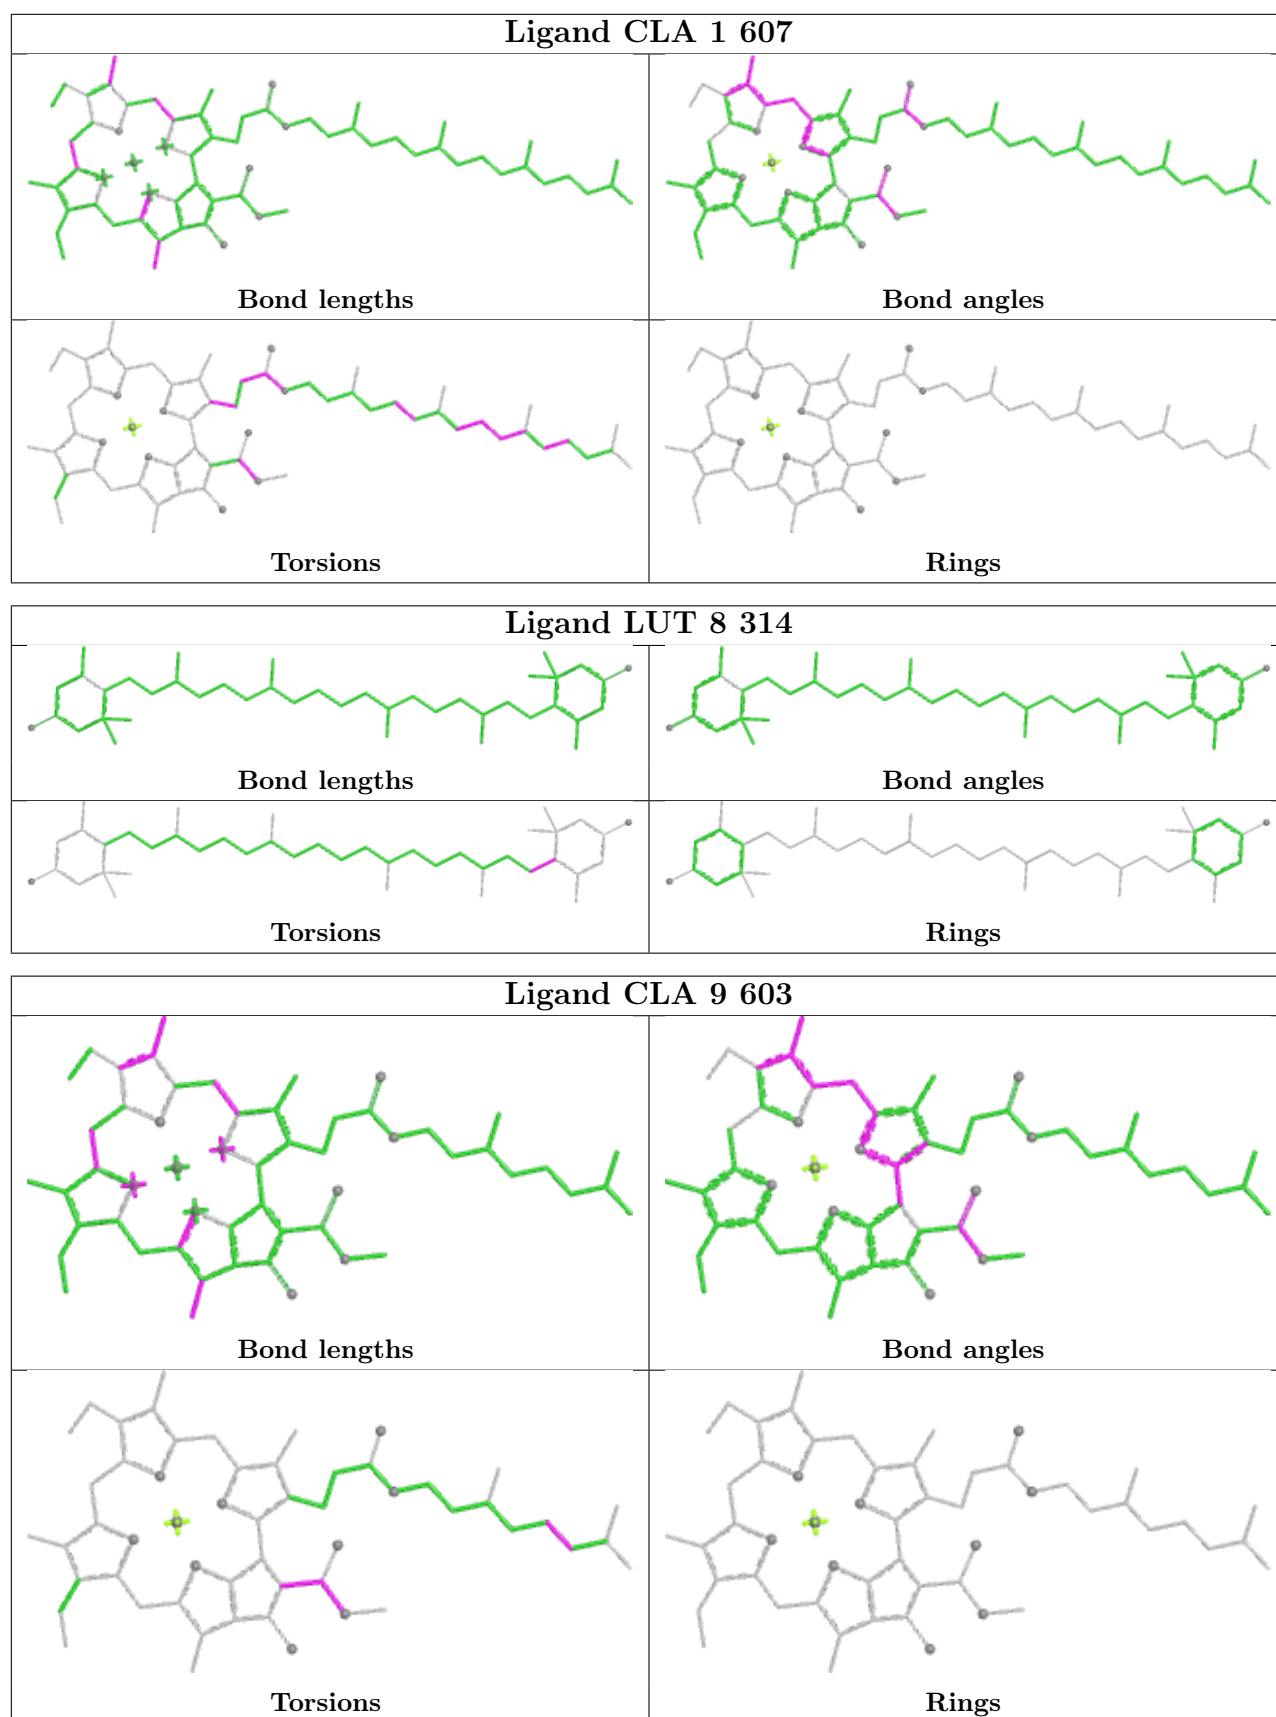 Ligand CLA 1 607
Bond lengths
Bond angles
Torsions
Rings
Ligand LUT 8 314
Bond lengths
Bond angles
Torsions
Rings
Ligand CLA 9 603
Bond lengths
Bond angles
Torsions
Rings